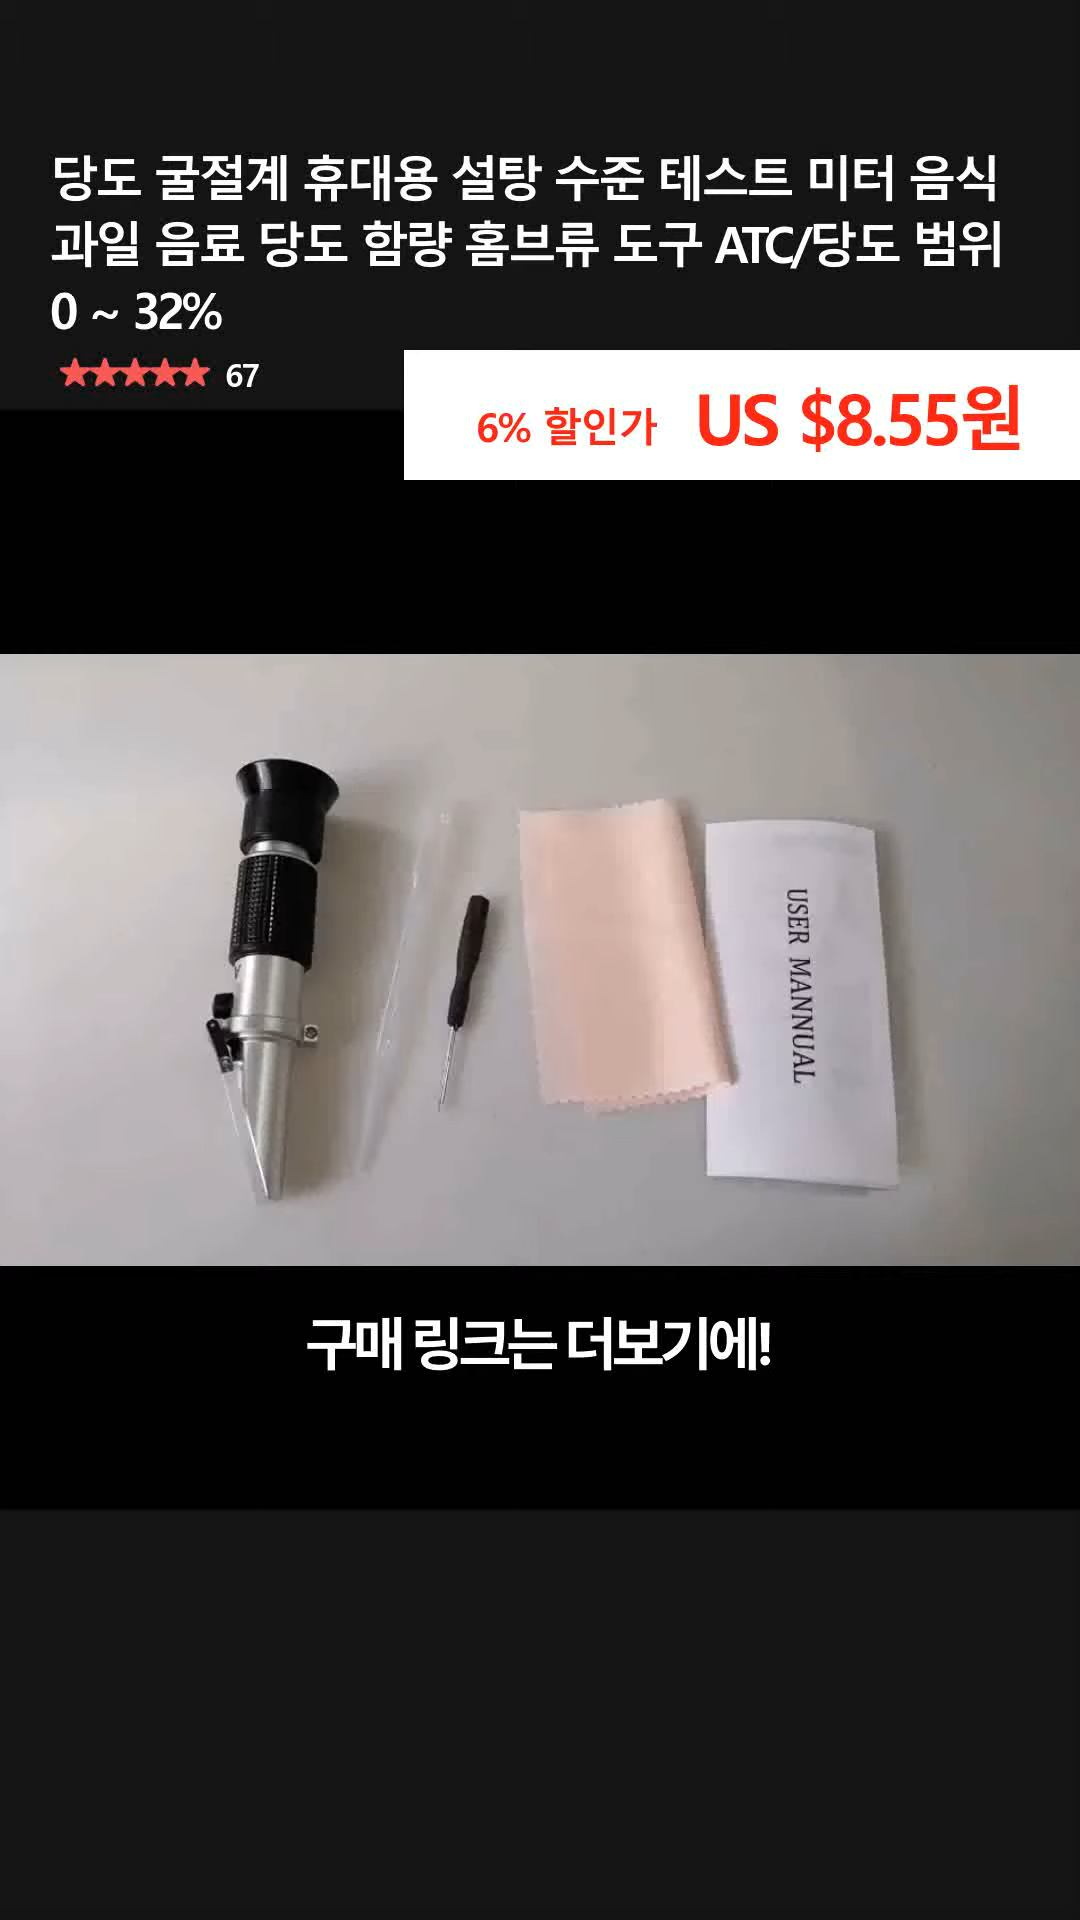 당도 굴절계 휴대용 설탕 수준 테스트 미터 음식
과일 음료 당도 함량 홈브류 도구 ATC/당도 범위
0 ~ 32%
67
6% 할인가 US $8.55원
USER MANNUAL
구매 링크는 더보기에!